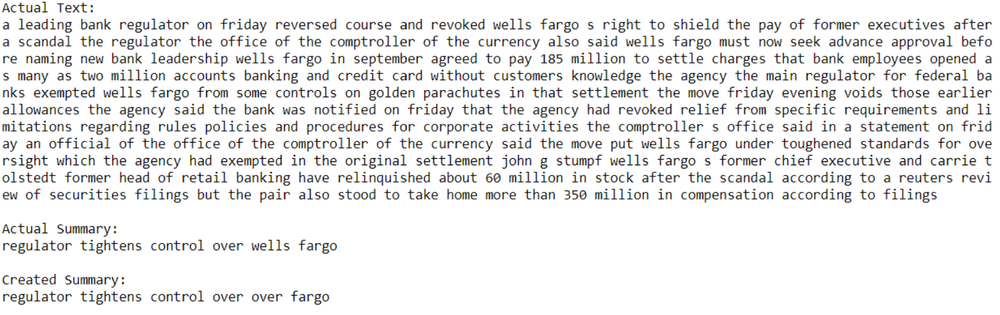 Actual Text:
a leading bank regulator on friday reversed course and revoked wells fargo s right to shield the pay of former executives after
a scandal the regulator the office of the comptroller of the currency also said wells fargo must now seek advance approval befo
re naming new bank leadership wells fargo in september agreed to pay 185 million to settle charges that bank employees opened a
s many as two million accounts banking and credit card without customers knowledge the agency the main regulator for federal ba
nks exempted wells fargo from some controls on golden parachutes in that settlement the move friday evening voids those earlier
allowances the agency said the bank was notified on friday that the agency had revoked relief from specific requirements and li
mitations regarding rules policies and procedures for corporate activities the comptroller s office said in a statement on frid
ay an official of the office of the comptroller of the currency said the move put wells fargo under toughened standards for ove
rsight which the agency had exempted in the original settlement john g stumpf wells fargo s former chief executive and carrie t
olstedt former head of retail banking have relinquished about 60 million in stock after the scandal according to a reuters revi
ew of securities filings but the pair also stood to take home more than 350 million in compensation according to filings
Actual Summary:
regulator tightens control over wells fargo
Created Summary:
regulator tightens control over over fargo